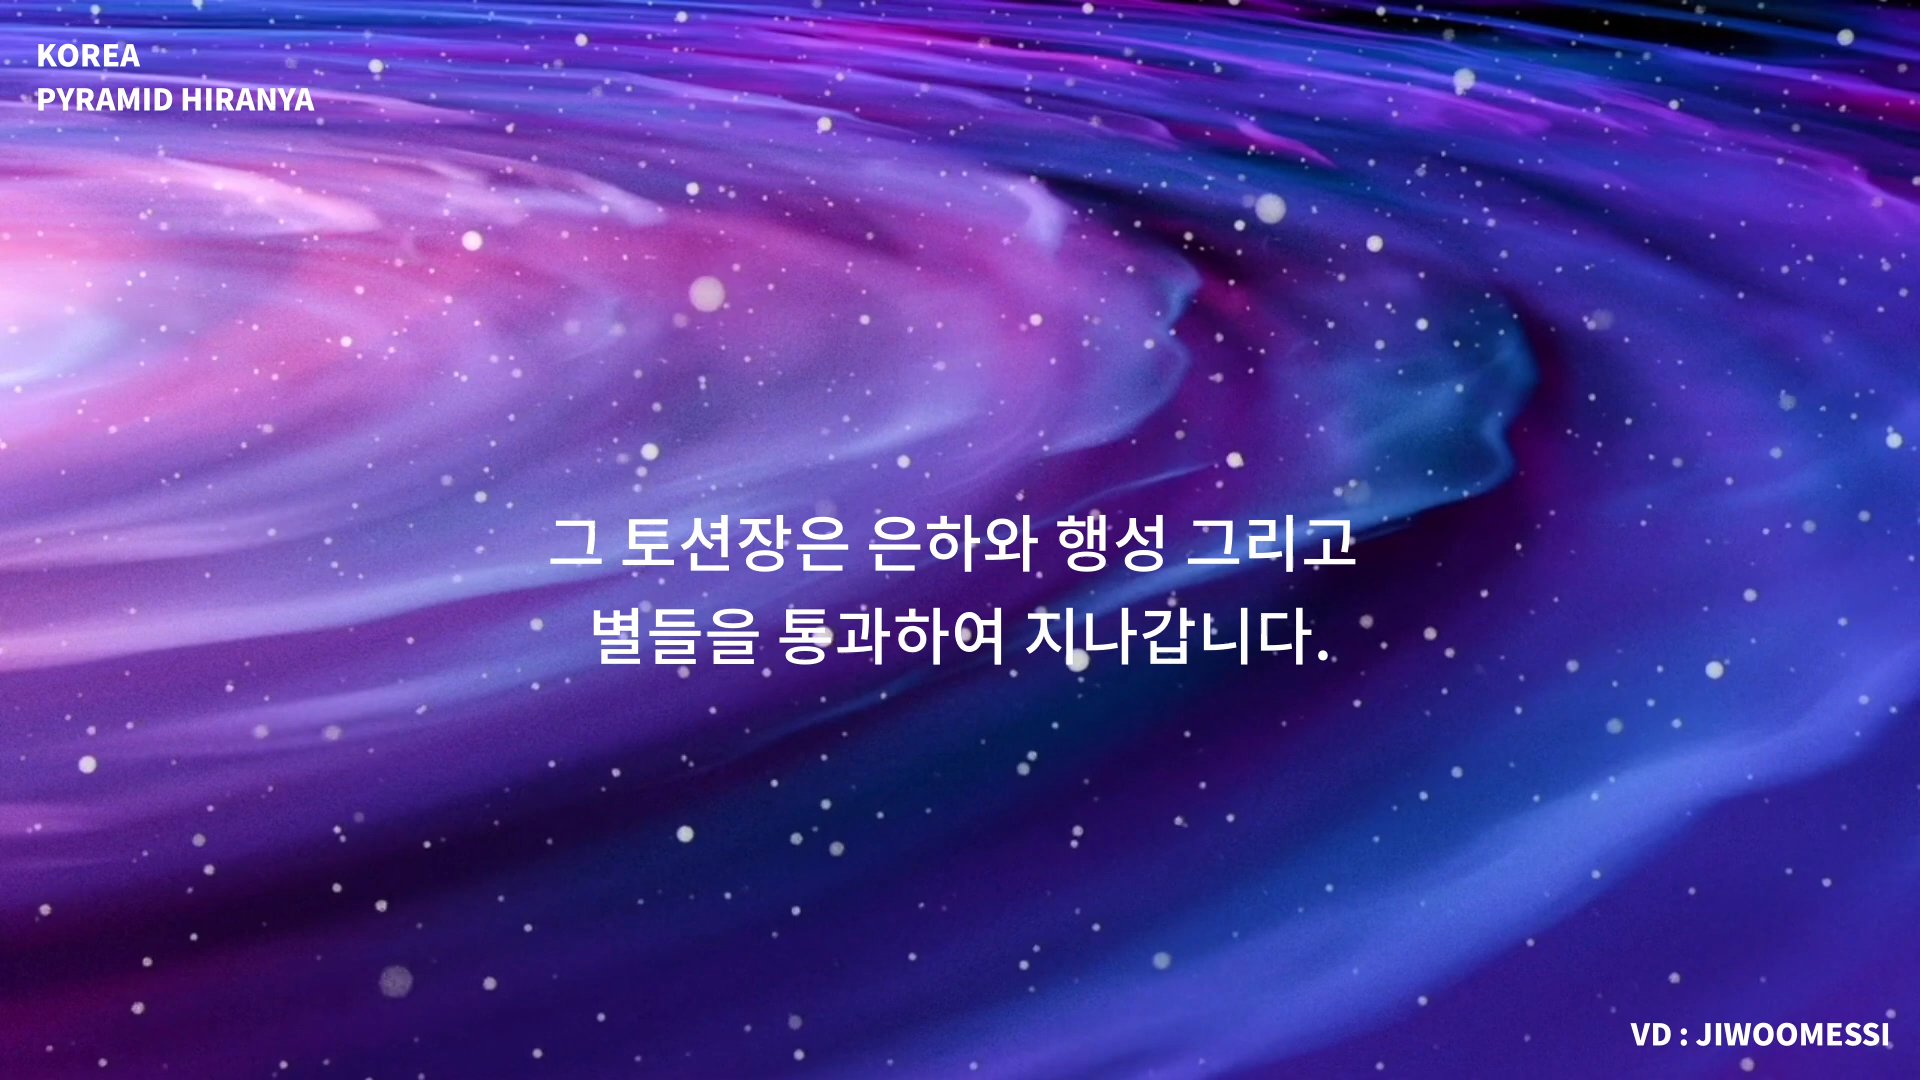 KOREA
PYRAMID HIRANYA
그 토션장은 은하와 행성 그리고
별들을 통과하여 지나갑니다.
VD : JIWOOMESSI